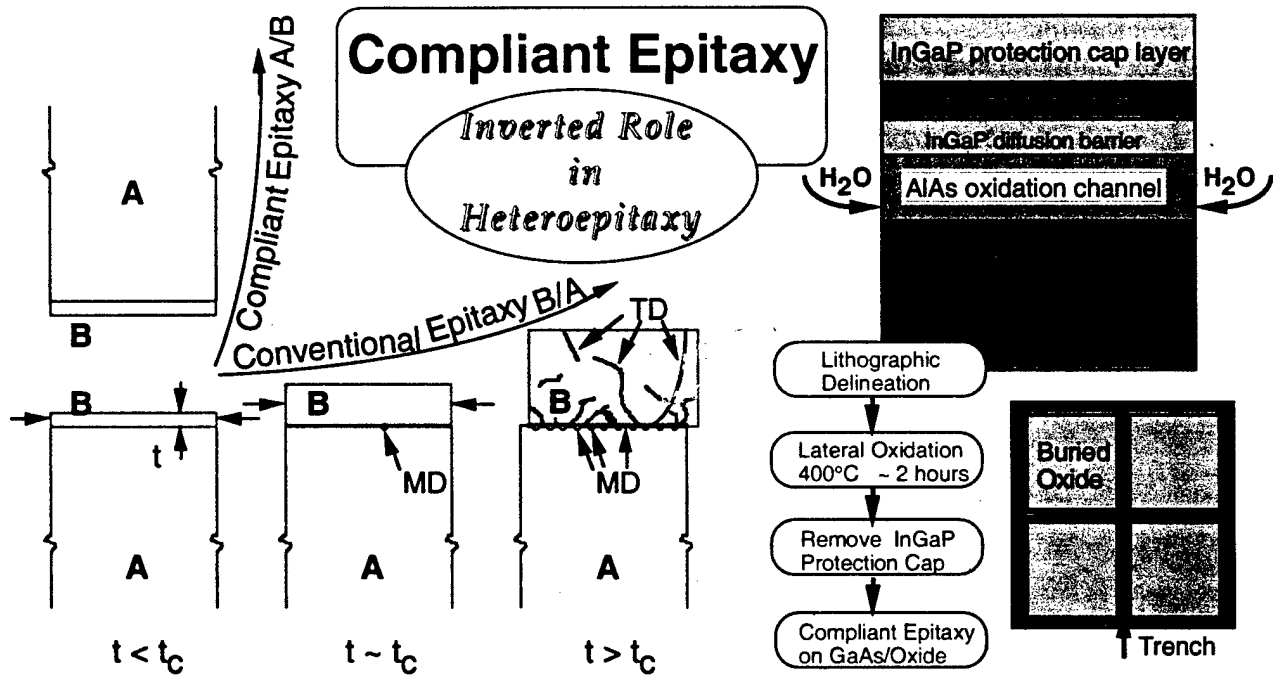 Compliant Epitaxy
Inverted Role
in
Heteroepitaxy
Compliant Epitaxy A/B
Conventional Epitaxy B/A
A
B
B
t
A
t < tC
B
MD
A
t ~ tC
TD
B
MD
A
t > tC
InGaP protection cap layer
InGaP diffusion barrier
H2O
AlAs oxidation channel
H2O
Lithographic
Delineation
Lateral Oxidation
400°C ~ 2 hours
Remove InGaP
Protection Cap
Compliant Epitaxy
on GaAs/Oxide
Buried
Oxide
Trench